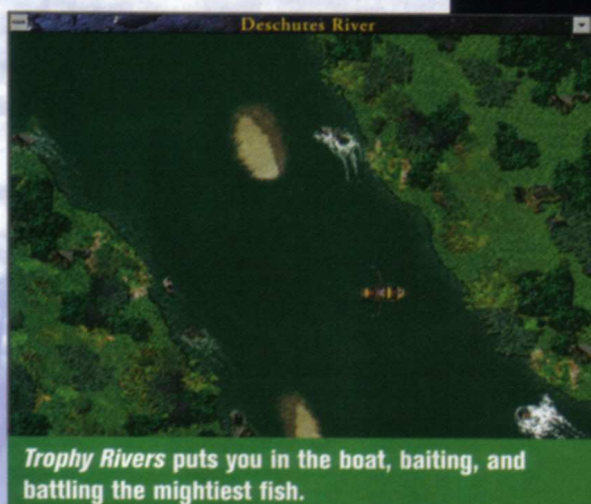 Deschutes River
Trophy Rivers puts you in the boat, baiting, and
battling the mightiest fish.